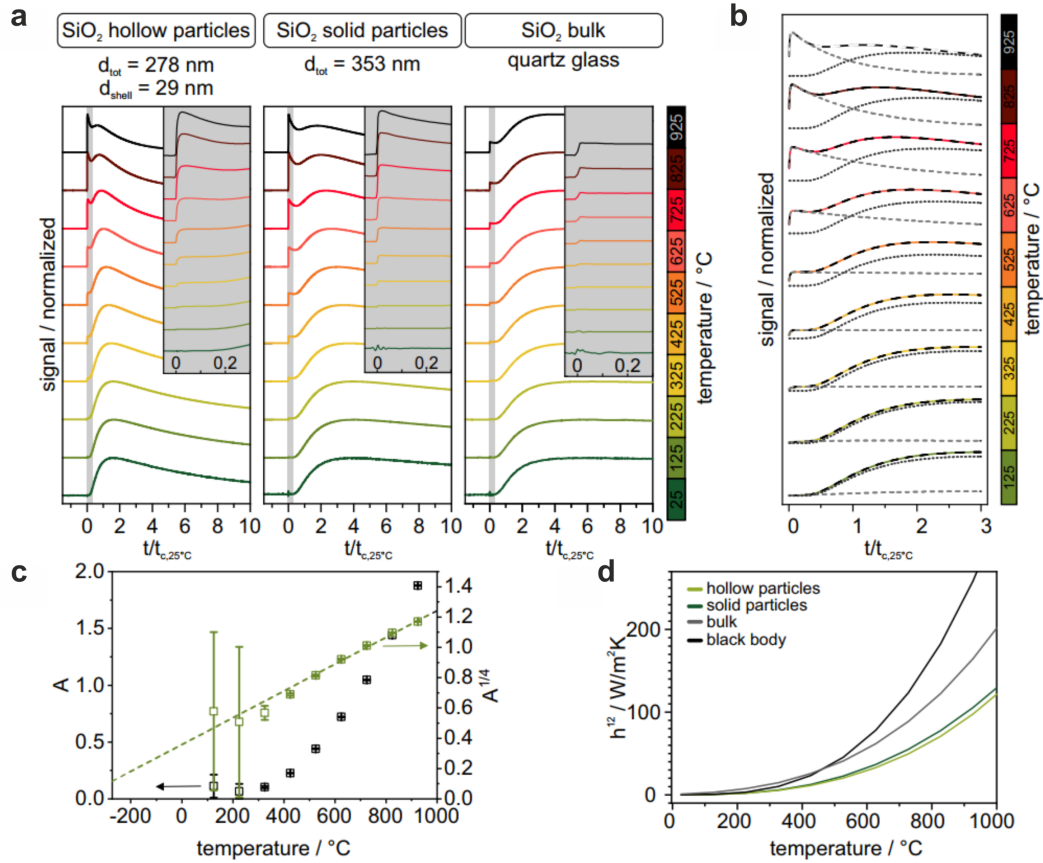 a
SiO2 hollow particles
SiO2 solid particles
SiO2 bulk
dtot = 278 nm
dshell = 29 nm
dtot = 353 nm
quartz glass
signal / normalized
0 0.2
0 0.2
0 0.2
0 2 4 6 8 10
0 2 4 6 8 10
0 2 4 6 8 10
t/tc,25°C
t/tc,25°C
t/tc,25°C
925
825
725
625
525
425
325
225
125
25
temperature / °C
b
signal / normalized
0 1 2 3
t/tc,25°C
925
825
725
625
525
425
325
225
125
temperature / °C
c
2.0
1.5
1.0
0.5
0.0
A
1.4
1.2
1.0
0.8
0.6
0.4
0.2
0.0
A1/4
-200 0 200 400 600 800 1000
temperature / °C
d
hollow particles
solid particles
bulk
black body
h12 / W/m2K
200
100
0
0 200 400 600 800 1000
temperature / °C